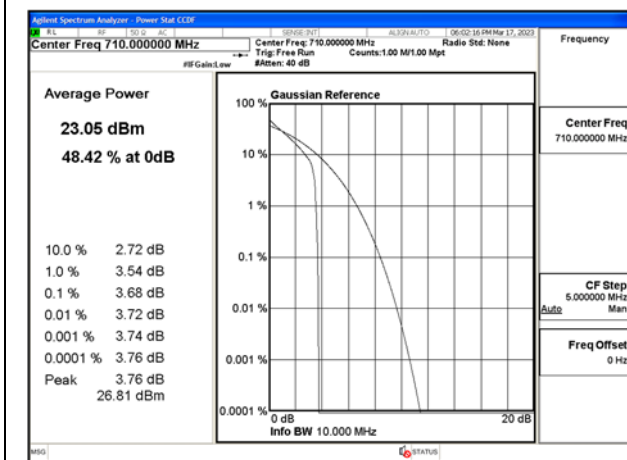 Agilent Spectrum Analyzer - Power Stat CCDF
RL RF 50 Ω AC SENSE:INT ALIGN AUTO 06:02:16 PM Mar 17, 2023
Center Freq 710.000000 MHz
Center Freq: 710.000000 MHz Radio Std: None
Trig: Free Run Counts:1.00 M/1.00 Mpt
#IFGain:Low #Atten: 40 dB
Frequency
Average Power
23.05 dBm
48.42 % at 0dB
10.0 % 2.72 dB
1.0 % 3.54 dB
0.1 % 3.68 dB
0.01 % 3.72 dB
0.001 % 3.74 dB
0.0001 % 3.76 dB
Peak 3.76 dB
26.81 dBm
Gaussian Reference
100 %
10 %
1 %
0.1 %
0.01 %
0.001 %
0.0001 %
0 dB 20 dB
Info BW 10.000 MHz
Center Freq
710.000000 MHz
CF Step
5.000000 MHz
Auto Man
Freq Offset
0 Hz
MSG STATUS